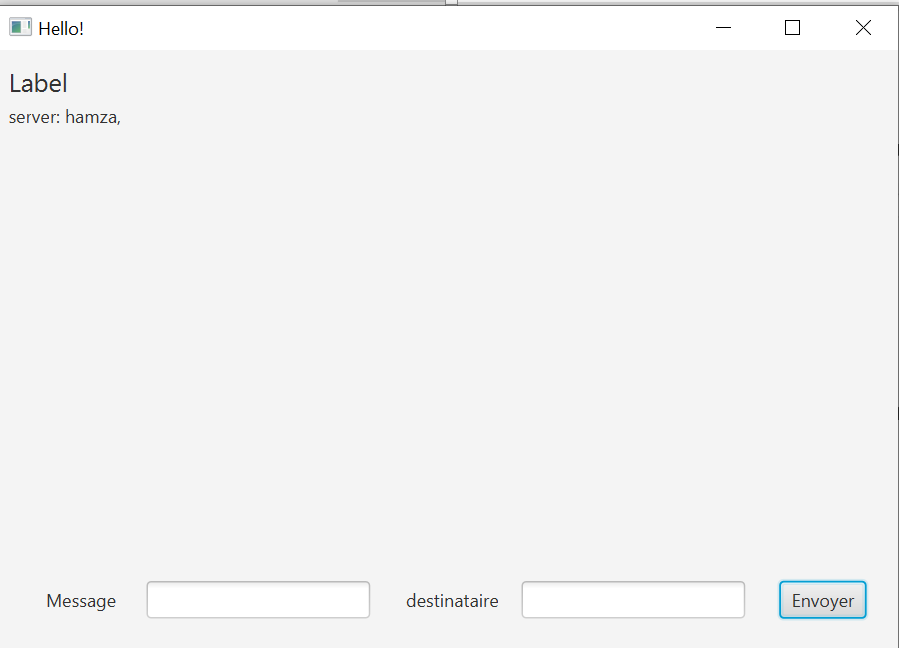 Hello!
Label
server: hamza,
Message destinataire Envoyer